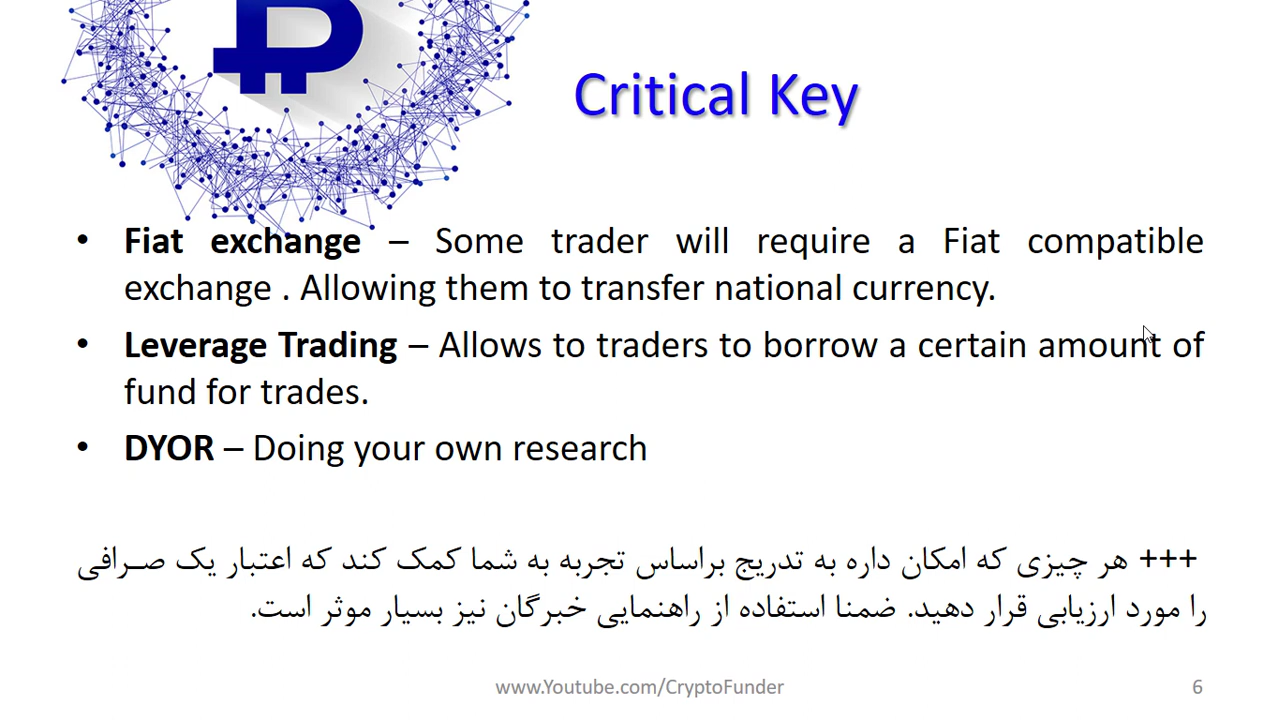 Critical Key
• Fiat exchange – Some trader will require a Fiat compatible
exchange . Allowing them to transfer national currency.
• Leverage Trading – Allows to traders to borrow a certain amount of
fund for trades.
• DYOR – Doing your own research
+++ هر چیزی که امکان داره به تدریج براساس تجربه به شما کمک کند که اعتبار یک صـرافی
را مورد ارزیابی قرار دهید. ضمنا استفاده از راهنمایی خبرگان نیز بسیار موثر است.
www.Youtube.com/CryptoFunder
6